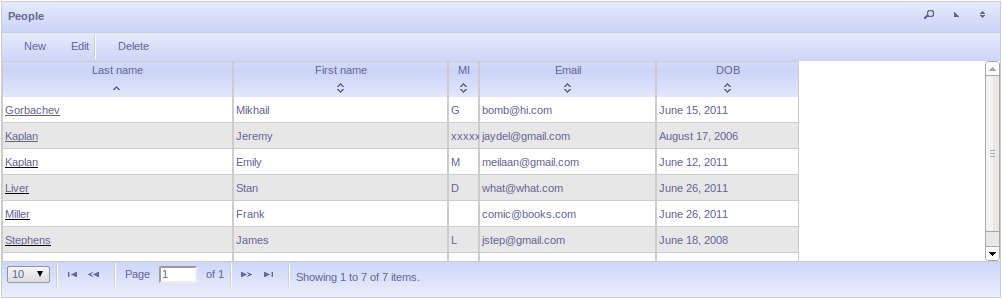 People
New Edit Delete
Last name First name MI Email DOB
Gorbachev Mikhail G bomb@hi.com June 15, 2011
Kaplan Jeremy xxxxx jaydel@gmail.com August 17, 2006
Kaplan Emily M meilaan@gmail.com June 12, 2011
Liver Stan D what@what.com June 26, 2011
Miller Frank comic@books.com June 26, 2011
Stephens James L jstep@gmail.com June 18, 2008
10 Page 1 of 1 Showing 1 to 7 of 7 items.